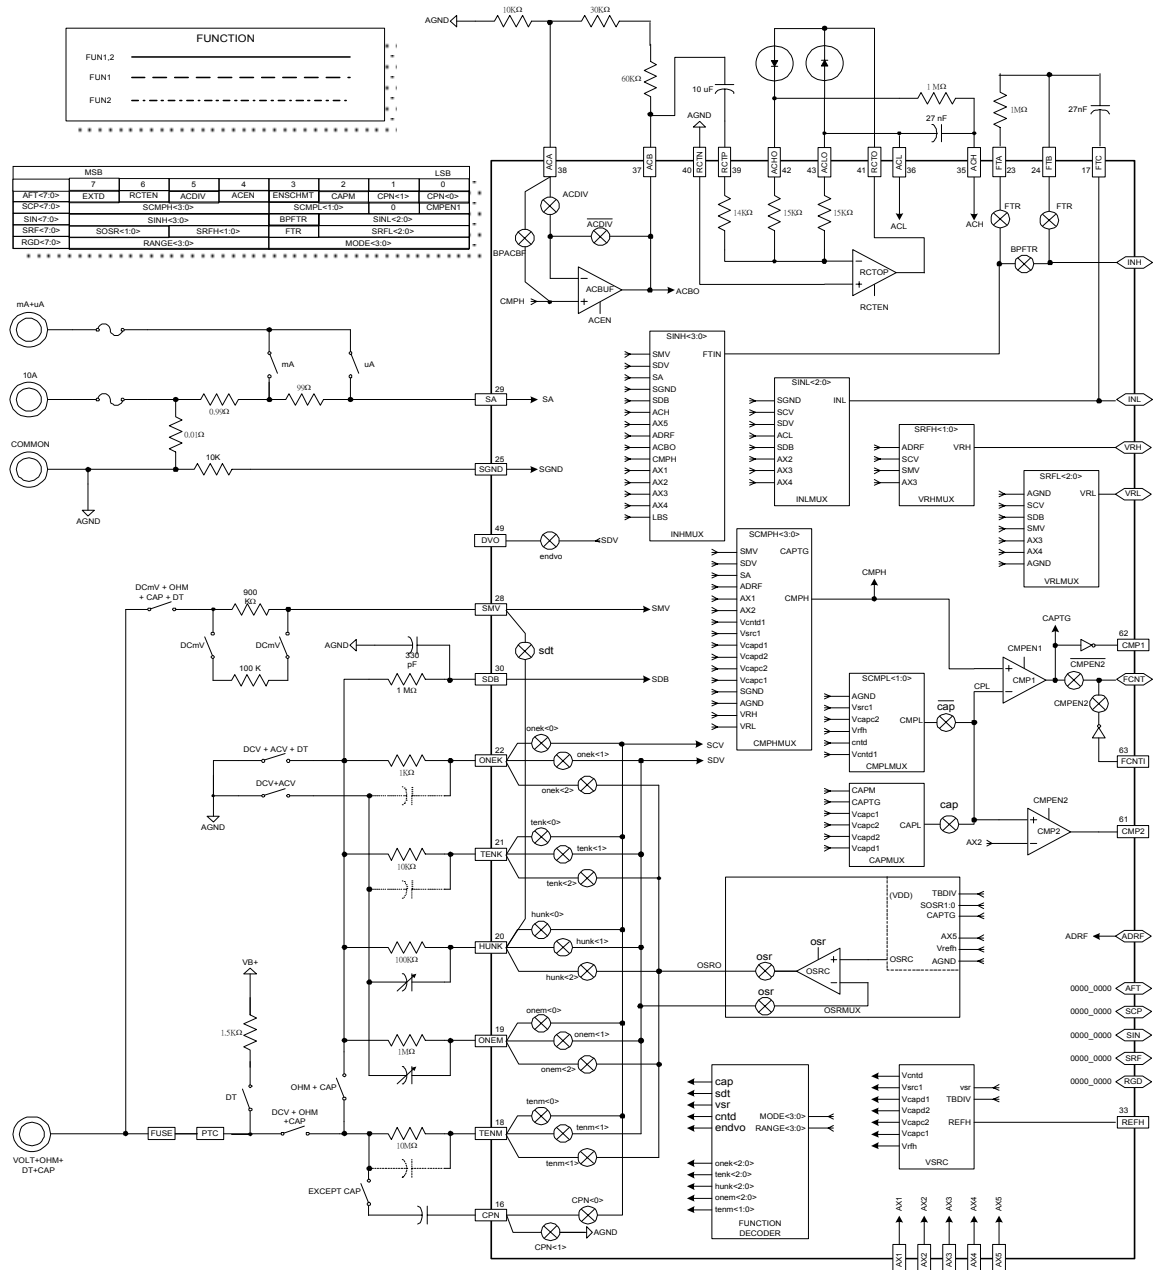 FUNCTION
FUN1,2
FUN1
FUN2
AGND
10KΩ
30KΩ
60KΩ
10 uF
AGND
1 MΩ
27 nF
1MΩ
27nF
MSB
LSB
7 6 5 4 3 2 1 0
AFT<7:0> EXTD RCTEN ACDIV ACEN ENSCHMT CAPM CPN<1> CPN<0>
SCP<7:0> SCMPH<3:0> SCMPL<1:0> 0 CMPEN1
SIN<7:0> SINH<3:0> BPFTR SINL<2:0>
SRF<7:0> SOSR<1:0> SRFH<1:0> FTR SRFL<2:0>
RGD<7:0> RANGE<3:0> MODE<3:0>
ACA
38
ACB
37
RCTN
40
RCTP
39
ACHO
42
ACLO
43
RCTO
41
ACL
36
ACH
35
FTA
23
FTB
24
FTC
17
ACDIV
ACDIV
BPACBF
CMPH
ACBUF
ACEN
ACBO
14KΩ
15KΩ
15KΩ
RCTOP
RCTEN
ACL
ACH
FTR
FTR
BPFTR
INH
mA+uA
mA
uA
10A
0.99Ω
99Ω
0.01Ω
COMMON
10K
AGND
29
SA
SA
25
SGND
SGND
49
DVO
endvo
SDV
SINH<3:0>
SMV
FTIN
SDV
SA
SGND
SDB
ACH
AX5
ADRF
ACBO
CMPH
AX1
AX2
AX3
AX4
LBS
INHMUX
SINL<2:0>
SGND
INL
SCV
SDV
ACL
SDB
AX2
AX3
AX4
INLMUX
INL
SRFH<1:0>
ADRF
VRH
SCV
SMV
AX3
VRHMUX
VRH
SRFL<2:0>
AGND
VRL
SCV
SDB
SMV
AX3
AX4
AGND
VRLMUX
VRL
SCMPH<3:0>
SMV
CAPTG
SDV
SA
ADRF
AX1
CMPH
AX2
Vcntd1
Vsrc1
Vcapd1
Vcapd2
Vcapc2
Vcapc1
SGND
AGND
VRH
VRL
CMPHMUX
CMPH
DCmV + OHM
+ CAP + DT
900
KΩ
DCmV
DCmV
100 K
28
SMV
SMV
sdt
AGND
330
pF
1 MΩ
30
SDB
SDB
SCMPL<1:0>
AGND
Vsrc1
Vcapc2
CMPL
Vrfh
cntd
Vcntd1
CMPLMUX
cap
CPL
CMPEN1
CMP1
CAPTG
CMPEN2
CMPEN2
62
CMP1
FCNT
63
FCNTI
CAPM
CAPTG
Vcapc1
Vcapc2
CAPL
Vcapd2
Vcapd1
CAPMUX
cap
CMPEN2
AX2
CMP2
61
CMP2
DCV + ACV + DT
DCV+ACV
AGND
1KΩ
22
ONEK
onek<0>
onek<1>
onek<2>
SCV
SDV
10KΩ
21
TENK
tenk<0>
tenk<1>
tenk<2>
100KΩ
20
HUNK
hunk<0>
hunk<1>
hunk<2>
OSRO
osr
osr
osr
OSRC
OSRC
(VDD)
TBDIV
SOSR1:0
CAPTG
AX5
Vrefh
AGND
OSRMUX
ADRF
ADRF
VB+
1.5KΩ
DT
1MΩ
19
ONEM
onem<0>
onem<1>
onem<2>
OHM + CAP
0000_0000 AFT
0000_0000 SCP
0000_0000 SIN
0000_0000 SRF
0000_0000 RGD
VOLT+OHM+
DT+CAP
FUSE
PTC
DCV + OHM
+CAP
10MΩ
18
TENM
tenm<0>
tenm<1>
tenm<1>
EXCEPT CAP
16
CPN
CPN<0>
CPN<1>
AGND
cap
sdt
vsr
cntd
endvo
MODE<3:0>
RANGE<3:0>
onek<2:0>
tenk<2:0>
hunk<2:0>
onem<2:0>
tenm<1:0>
FUNCTION
DECODER
Vcntd
Vsrc1
vsr
Vcapd1
TBDIV
Vcapd2
Vcapc2
REFH
Vcapc1
Vrfh
VSRC
33
REFH
AX1
AX2
AX3
AX4
AX5
AX1
AX2
AX3
AX4
AX5